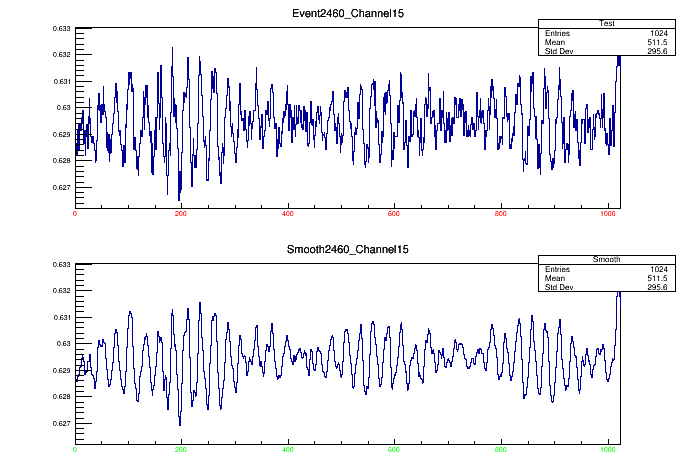 Event2460_Channel15
Test
Entries 1024
Mean 511.5
Std Dev 295.6
0.633
0.632
0.631
0.63
0.629
0.628
0.627
0 200 400 600 800 1000
Smooth2460_Channel15
Smooth
Entries 1024
Mean 511.5
Std Dev 295.6
0.633
0.632
0.631
0.63
0.629
0.628
0.627
0 200 400 600 800 1000